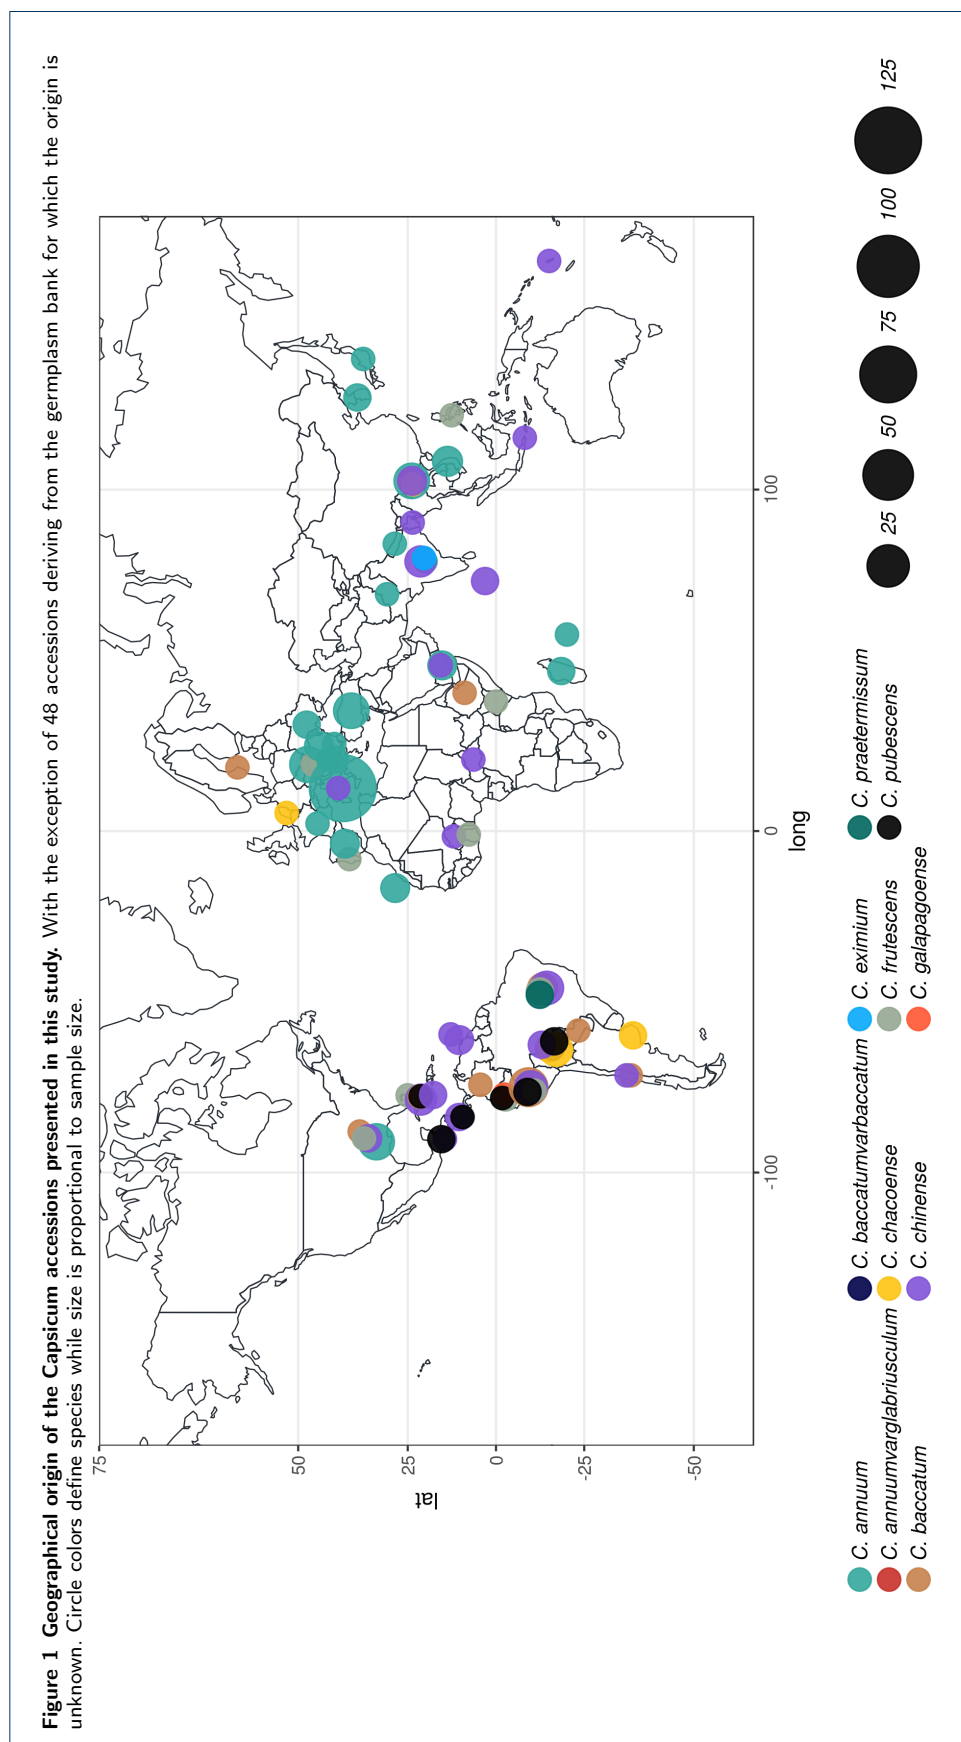 Figure 1 Geographical origin of the Capsicum accessions presented in this study. With the exception of 48 accessions deriving from the germplasm bank for which the origin is
unknown. Circle colors define species while size is proportional to sample size.
75
50
25
0
-25
-50
lat
-100
0
100
long
C. annuum
C. annuumvarglabriusculum
C. baccatum
C. baccatumvarbaccatum
C. chacoense
C. chinense
C. eximium
C. frutescens
C. galapagoense
C. praetermissum
C. pubescens
25
50
75
100
125